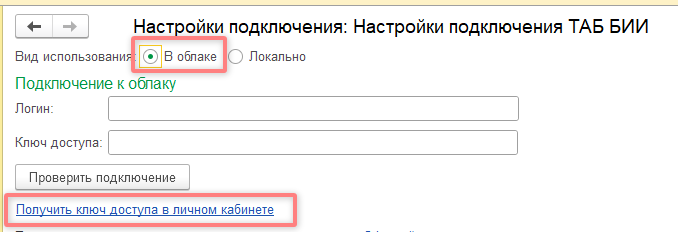 Настройки подключения: Настройки подключения ТАБ БИИ
Вид использования: В облаке Локально
Подключение к облаку
Логин:
Ключ доступа:
Проверить подключение
Получить ключ доступа в личном кабинете